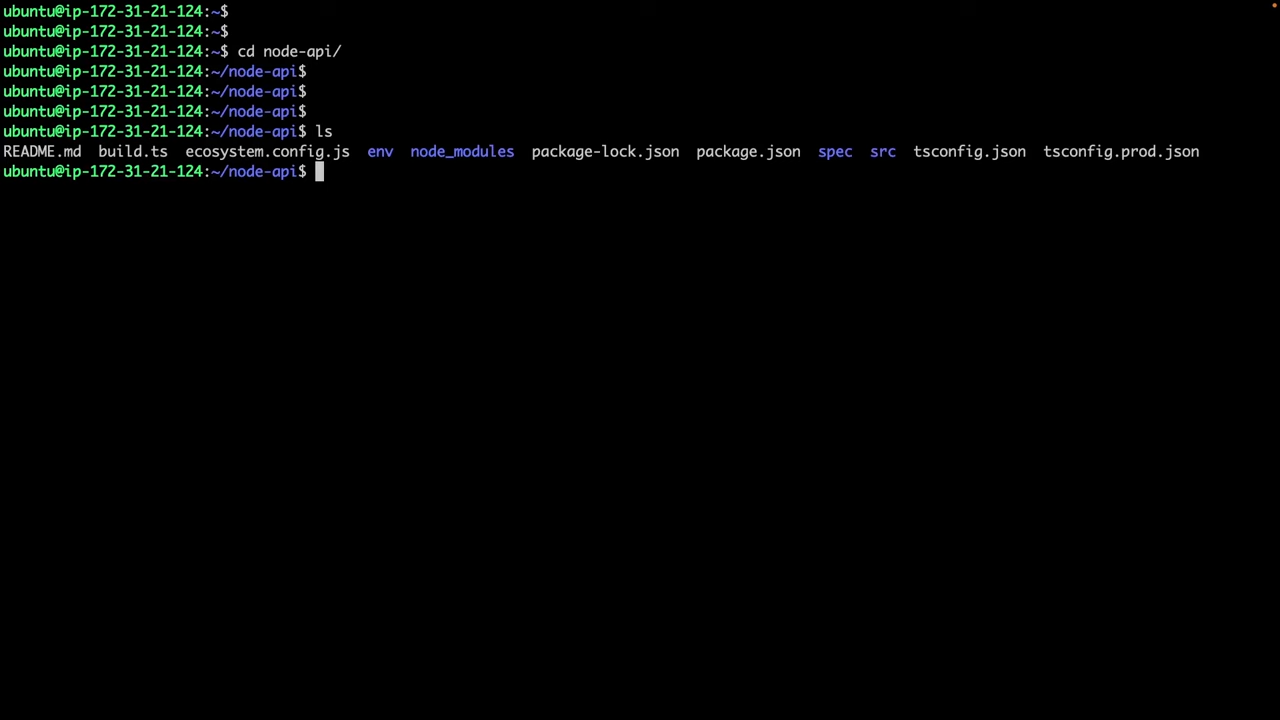 ubuntu@ip-172-31-21-124:~$
ubuntu@ip-172-31-21-124:~$
ubuntu@ip-172-31-21-124:~$ cd node-api/
ubuntu@ip-172-31-21-124:~/node-api$
ubuntu@ip-172-31-21-124:~/node-api$
ubuntu@ip-172-31-21-124:~/node-api$
ubuntu@ip-172-31-21-124:~/node-api$ ls
README.md  build.ts  ecosystem.config.js  env  node_modules  package-lock.json  package.json  spec  src  tsconfig.json  tsconfig.prod.json
ubuntu@ip-172-31-21-124:~/node-api$